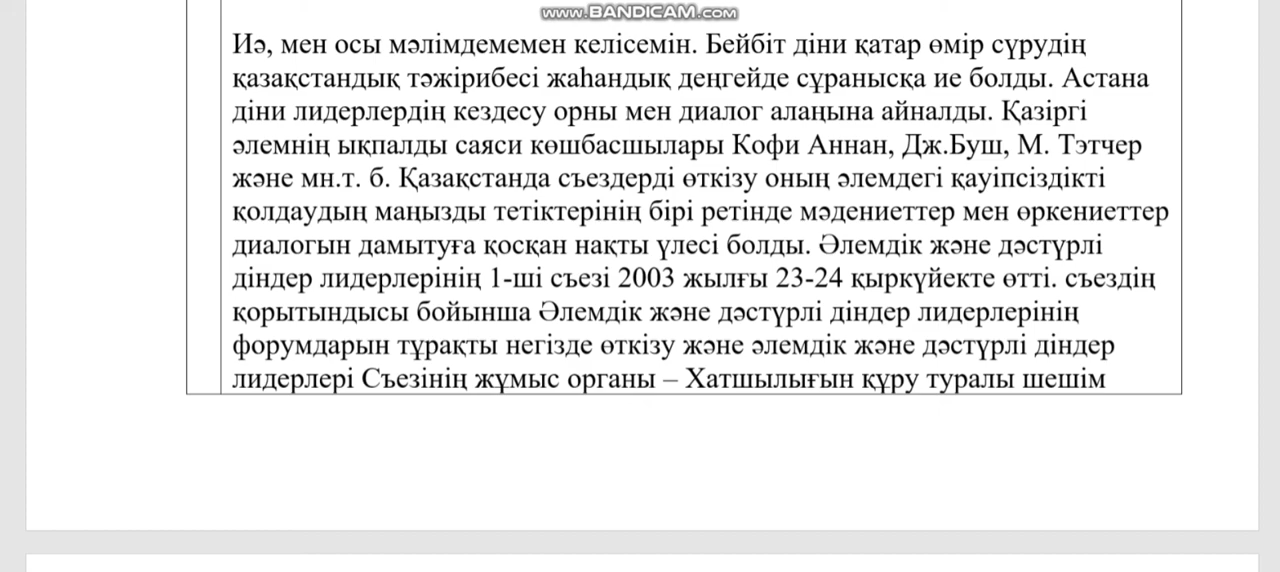 www.BANDICAM.com
Иә, мен осы мәлімдемемен келісемін. Бейбіт діни қатар өмір сүрудің
қазақстандық тәжірибесі жаһандық деңгейде сұранысқа ие болды. Астана
діни лидерлердің кездесу орны мен диалог алаңына айналды. Қазіргі
әлемнің ықпалды саяси көшбасшылары Кофи Аннан, Дж.Буш, М. Тэтчер
және мн.т. б. Қазақстанда съездерді өткізу оның әлемдегі қауіпсіздікті
қолдаудың маңызды тетіктерінің бірі ретінде мәдениеттер мен өркениеттер
диалогын дамытуға қосқан нақты үлесі болды. Әлемдік және дәстүрлі
діндер лидерлерінің 1-ші съезі 2003 жылғы 23-24 қыркүйекте өтті. съездің
қорытындысы бойынша Әлемдік және дәстүрлі діндер лидерлерінің
форумдарын тұрақты негізде өткізу және әлемдік және дәстүрлі діндер
лидерлері Съезінің жұмыс органы – Хатшылығын құру туралы шешім